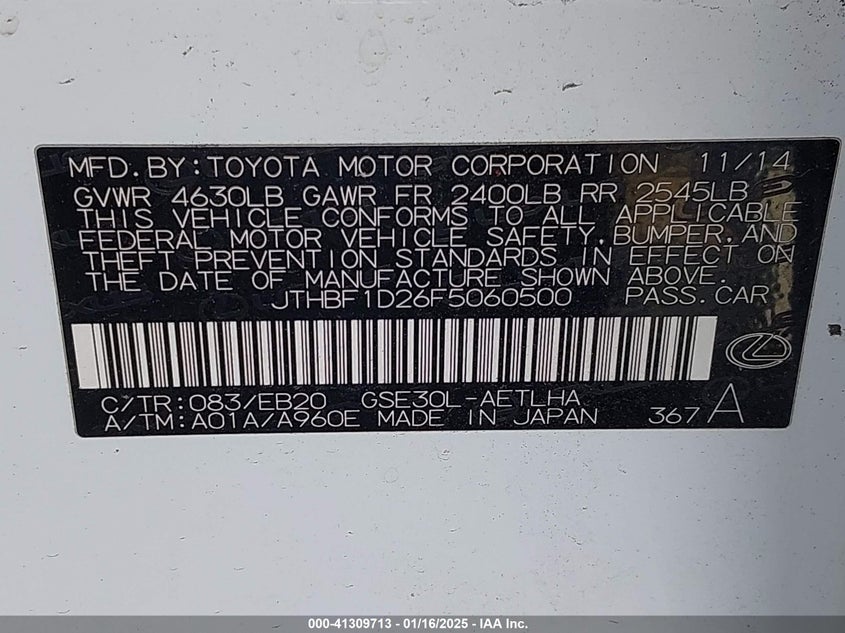 MFD. BY: TOYOTA MOTOR CORPORATION 11/14
GVWR 4630LB GAWR FR 2400LB RR 2545LB
THIS VEHICLE CONFORMS TO ALL APPLICABLE
FEDERAL MOTOR VEHICLE SAFETY, BUMPER, AND
THEFT PREVENTION STANDARDS IN EFFECT ON
THE DATE OF MANUFACTURE SHOWN ABOVE.
JTHBF1D26F5060500 PASS. CAR
C/TR: 083/EB20 GSE30L-AETLHA
A/TM: A01A/A960E MADE IN JAPAN 367 A
000-41309713 - 01/16/2025 - IAA Inc.